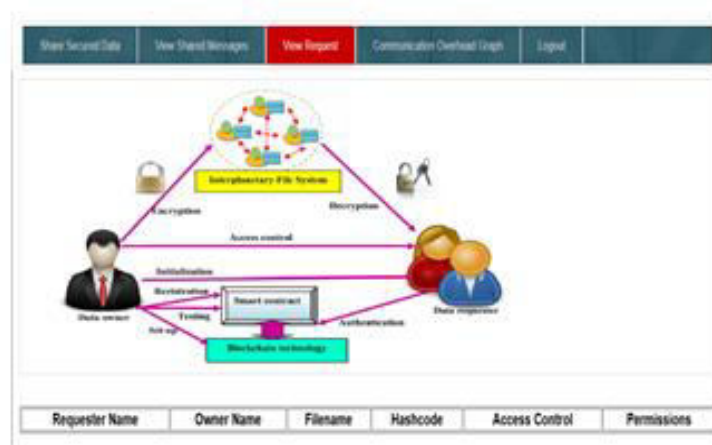 Share Secured Data View Shared Messages View Request Communication Overhead Graph Logout
Interplanetary File System
Encryption
Decryption
Access control
Initialization
Registration
Smart contract
Testing
Data owner
Data requester
Set up
Authentication
Blockchain technology
Requester Name Owner Name Filename Hashcode Access Control Permissions